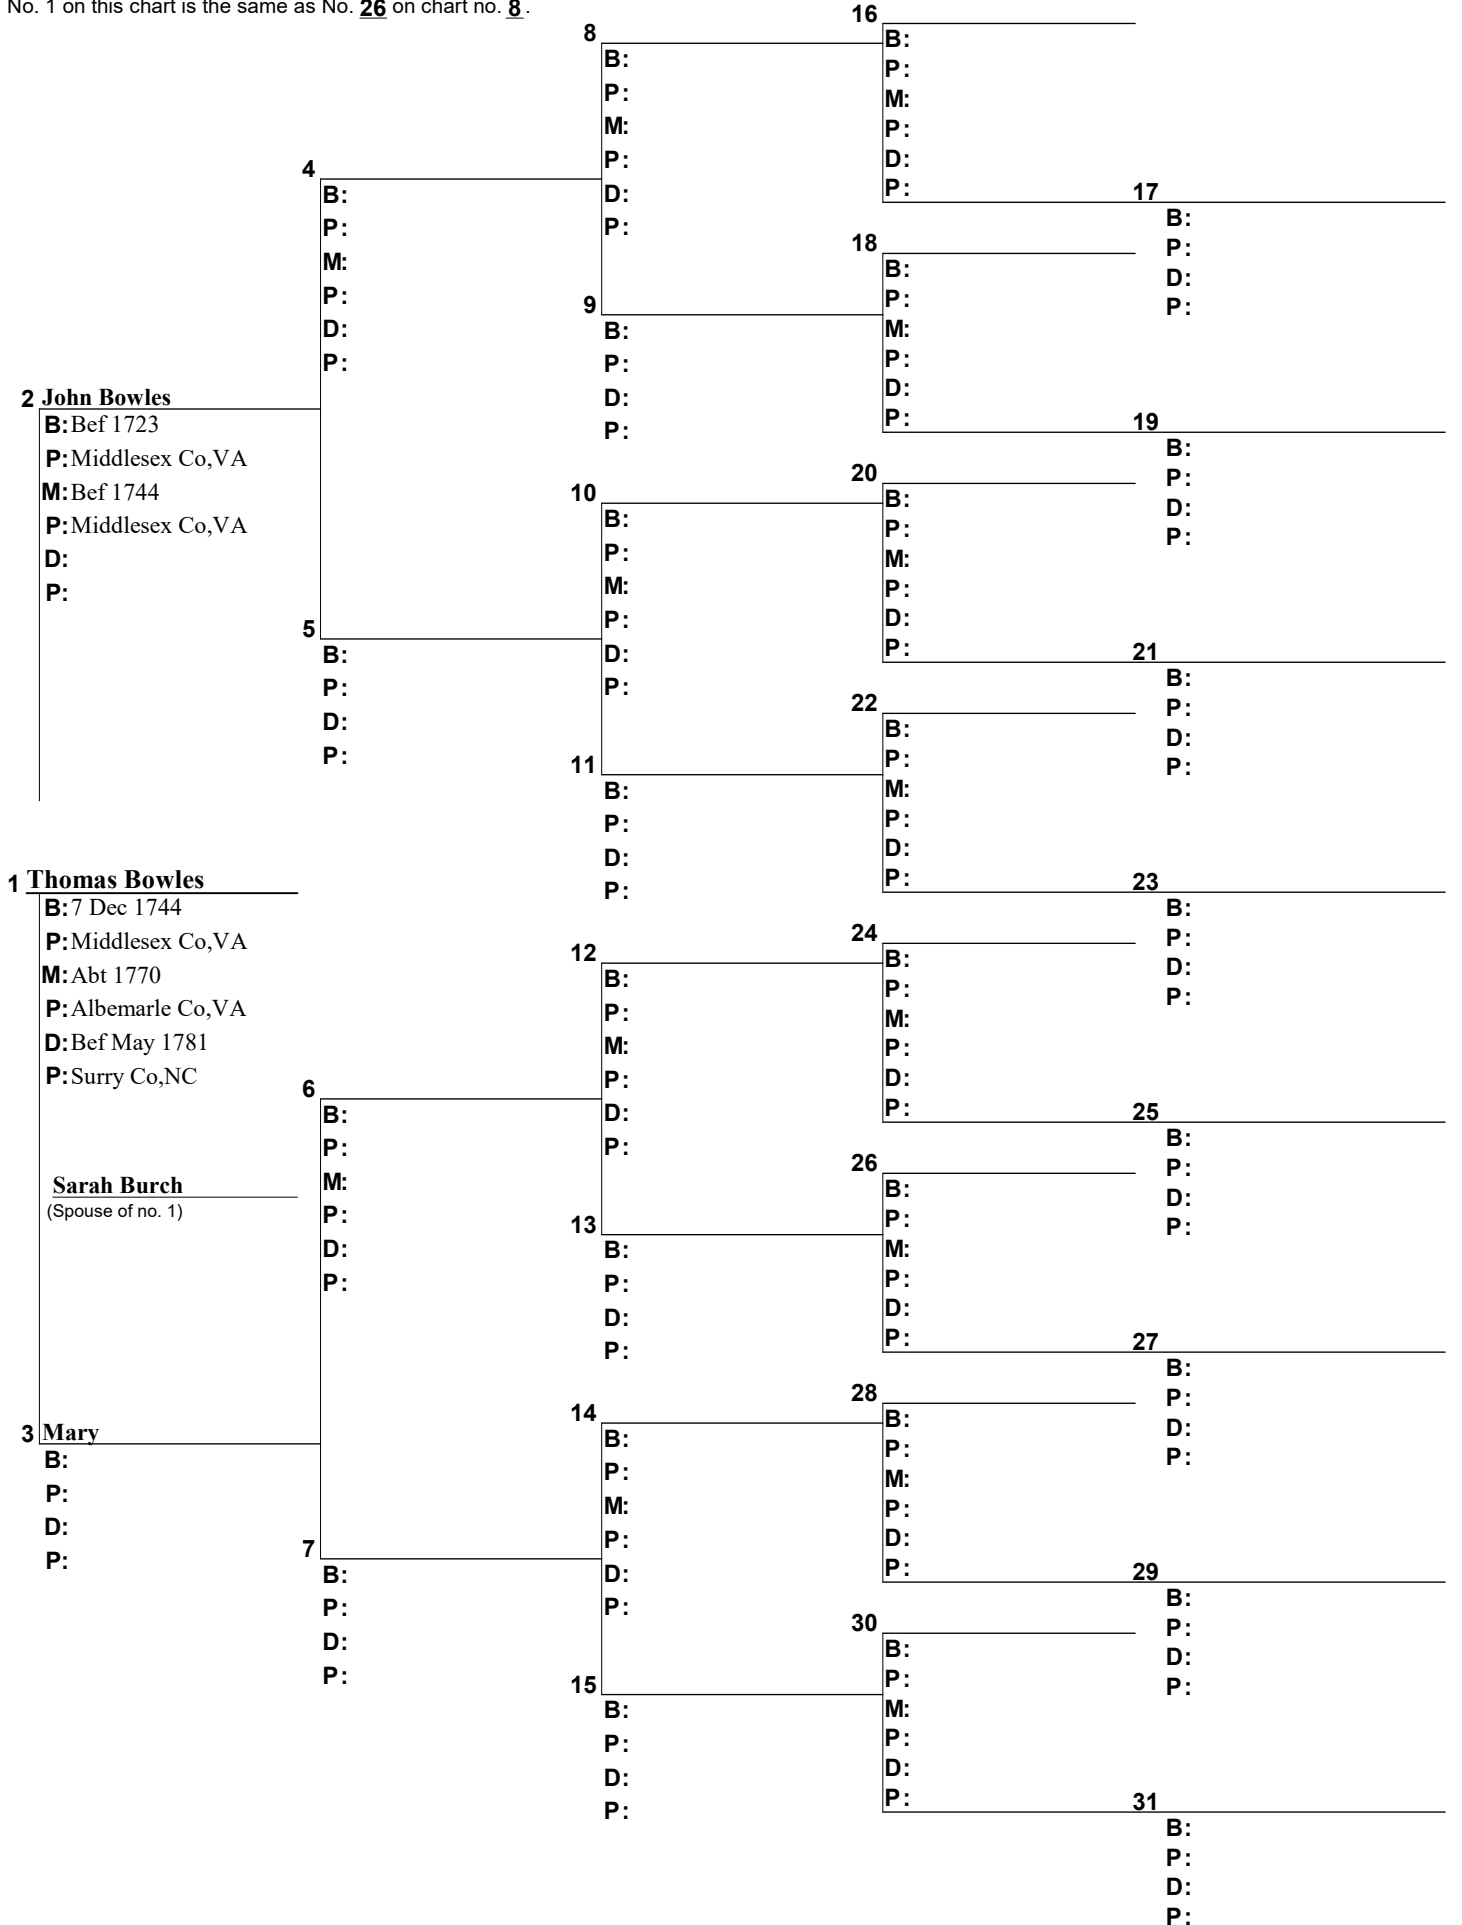 No. 1 on this chart is the same as No. 26 on chart no. 8.
2 John Bowles
B: Bef 1723
P: Middlesex Co,VA
M: Bef 1744
P: Middlesex Co,VA
D:
P:
1 Thomas Bowles
B: 7 Dec 1744
P: Middlesex Co,VA
M: Abt 1770
P: Albemarle Co,VA
D: Bef May 1781
P: Surry Co,NC
Sarah Burch
(Spouse of no. 1)
3 Mary
B:
P:
D:
P:
4
B:
P:
M:
P:
D:
P:
5
B:
P:
D:
P:
6
B:
P:
M:
P:
D:
P:
7
B:
P:
D:
P:
8
B:
P:
M:
P:
D:
P:
9
B:
P:
D:
P:
10
B:
P:
M:
P:
D:
P:
11
B:
P:
D:
P:
12
B:
P:
M:
P:
D:
P:
13
B:
P:
D:
P:
14
B:
P:
M:
P:
D:
P:
15
B:
P:
D:
P:
16
B:
P:
M:
P:
D:
P:
17
B:
P:
D:
P:
18
B:
P:
M:
P:
D:
P:
19
B:
P:
D:
P:
20
B:
P:
M:
P:
D:
P:
21
B:
P:
D:
P:
22
B:
P:
M:
P:
D:
P:
23
B:
P:
D:
P:
24
B:
P:
M:
P:
D:
P:
25
B:
P:
D:
P:
26
B:
P:
M:
P:
D:
P:
27
B:
P:
D:
P:
28
B:
P:
M:
P:
D:
P:
29
B:
P:
D:
P:
30
B:
P:
M:
P:
D:
P:
31
B:
P:
D:
P: